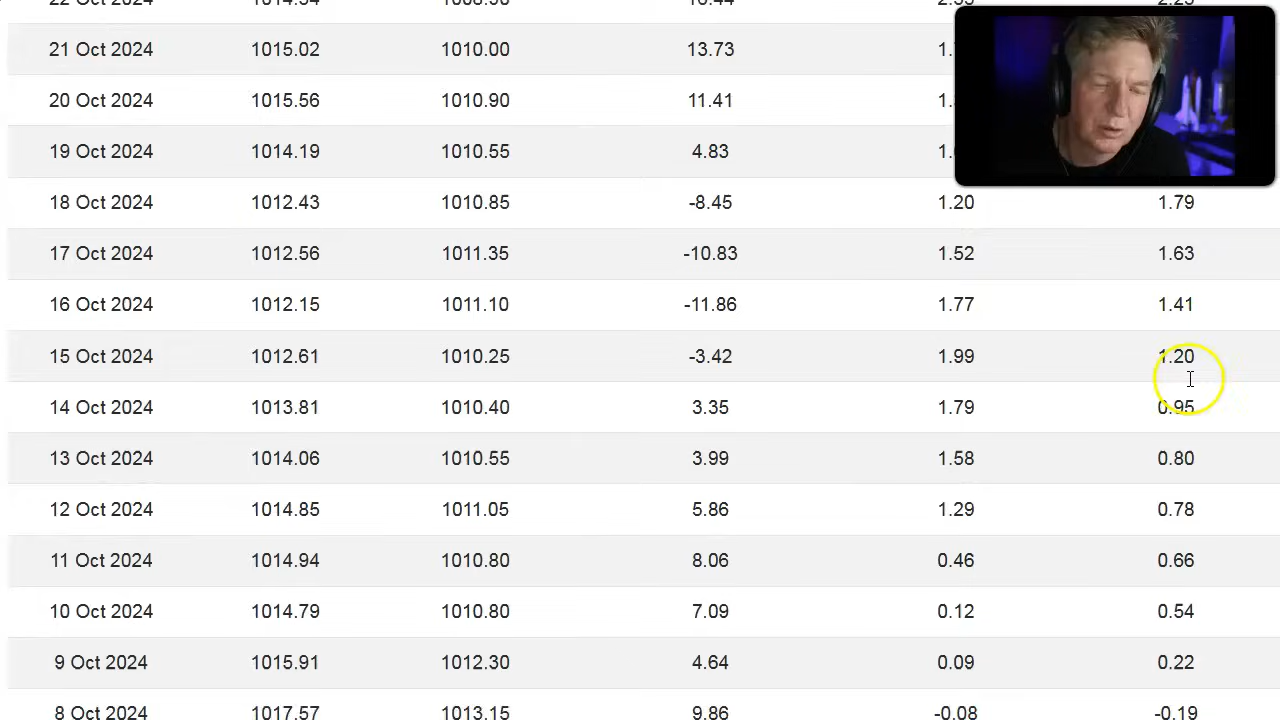 21 Oct 2024 1015.02 1010.00 13.73
20 Oct 2024 1015.56 1010.90 11.41
19 Oct 2024 1014.19 1010.55 4.83
18 Oct 2024 1012.43 1010.85 -8.45 1.20 1.79
17 Oct 2024 1012.56 1011.35 -10.83 1.52 1.63
16 Oct 2024 1012.15 1011.10 -11.86 1.77 1.41
15 Oct 2024 1012.61 1010.25 -3.42 1.99 1.20
14 Oct 2024 1013.81 1010.40 3.35 1.79 0.95
13 Oct 2024 1014.06 1010.55 3.99 1.58 0.80
12 Oct 2024 1014.85 1011.05 5.86 1.29 0.78
11 Oct 2024 1014.94 1010.80 8.06 0.46 0.66
10 Oct 2024 1014.79 1010.80 7.09 0.12 0.54
9 Oct 2024 1015.91 1012.30 4.64 0.09 0.22
8 Oct 2024 1017.57 1013.15 9.86 -0.08 -0.19